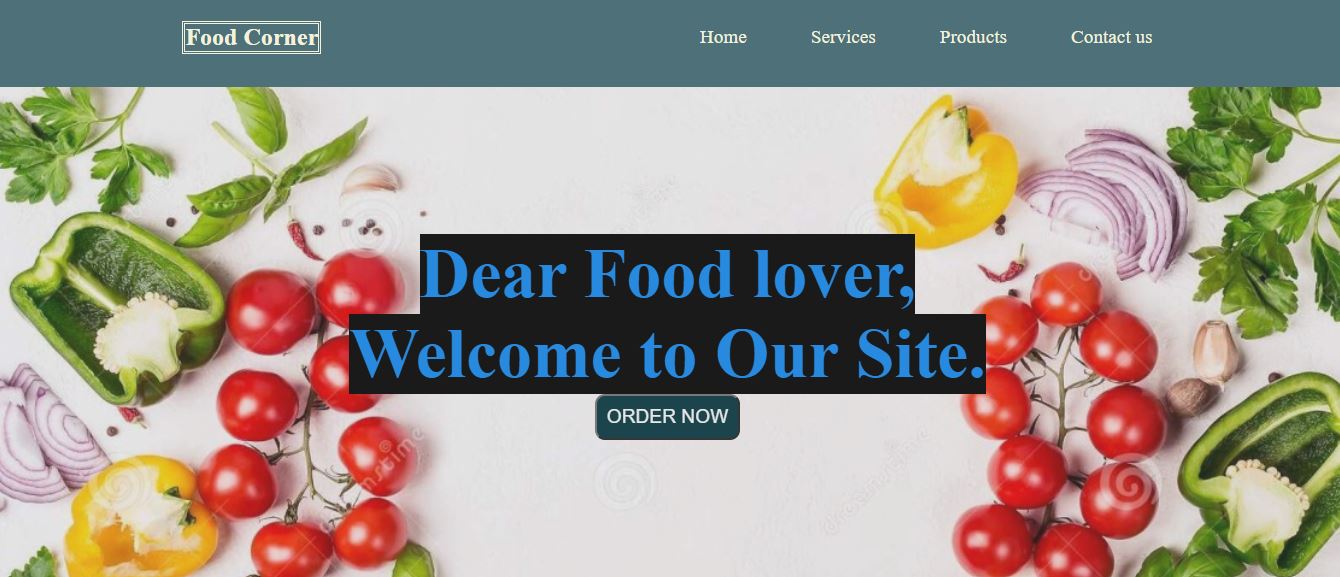 Food Corner
Home
Services
Products
Contact us
Dear Food lover,
Welcome to Our Site.
ORDER NOW